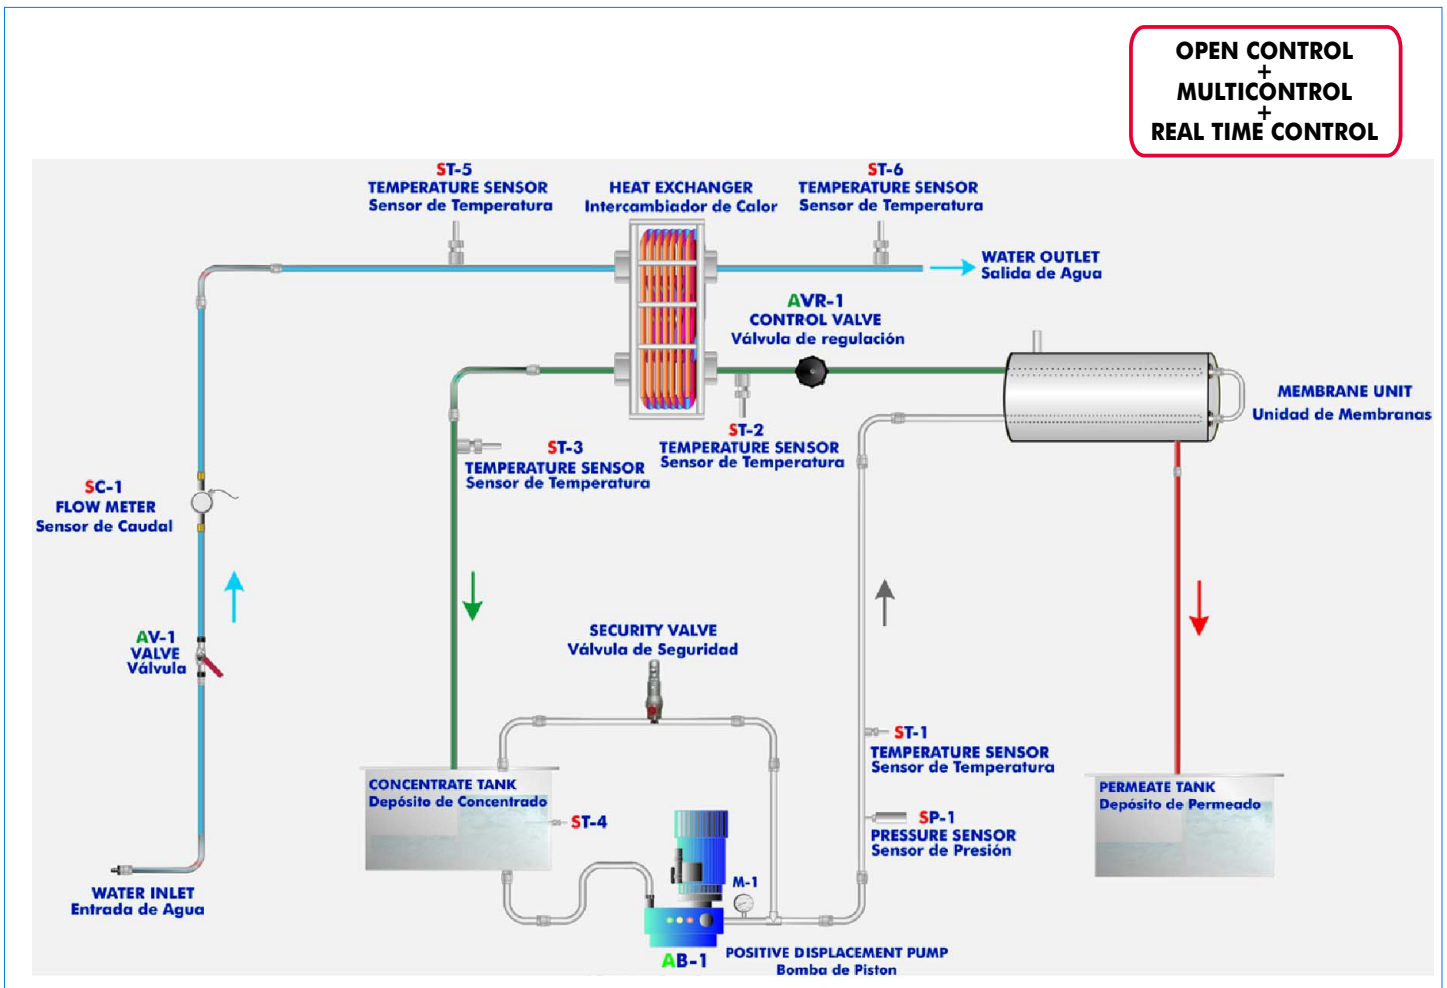 OPEN CONTROL
+
MULTICONTROL
+
REAL TIME CONTROL
ST-5
TEMPERATURE SENSOR
Sensor de Temperatura
HEAT EXCHANGER
Intercambiador de Calor
ST-6
TEMPERATURE SENSOR
Sensor de Temperatura
WATER OUTLET
Salida de Agua
AVR-1
CONTROL VALVE
Válvula de regulación
MEMBRANE UNIT
Unidad de Membranas
ST-2
TEMPERATURE SENSOR
Sensor de Temperatura
ST-3
TEMPERATURE SENSOR
Sensor de Temperatura
SC-1
FLOW METER
Sensor de Caudal
AV-1
VALVE
Válvula
SECURITY VALVE
Válvula de Seguridad
ST-1
TEMPERATURE SENSOR
Sensor de Temperatura
CONCENTRATE TANK
Depósito de Concentrado
ST-4
PERMEATE TANK
Depósito de Permeado
SP-1
PRESSURE SENSOR
Sensor de Presión
M-1
WATER INLET
Entrada de Agua
AB-1
POSITIVE DISPLACEMENT PUMP
Bomba de Piston